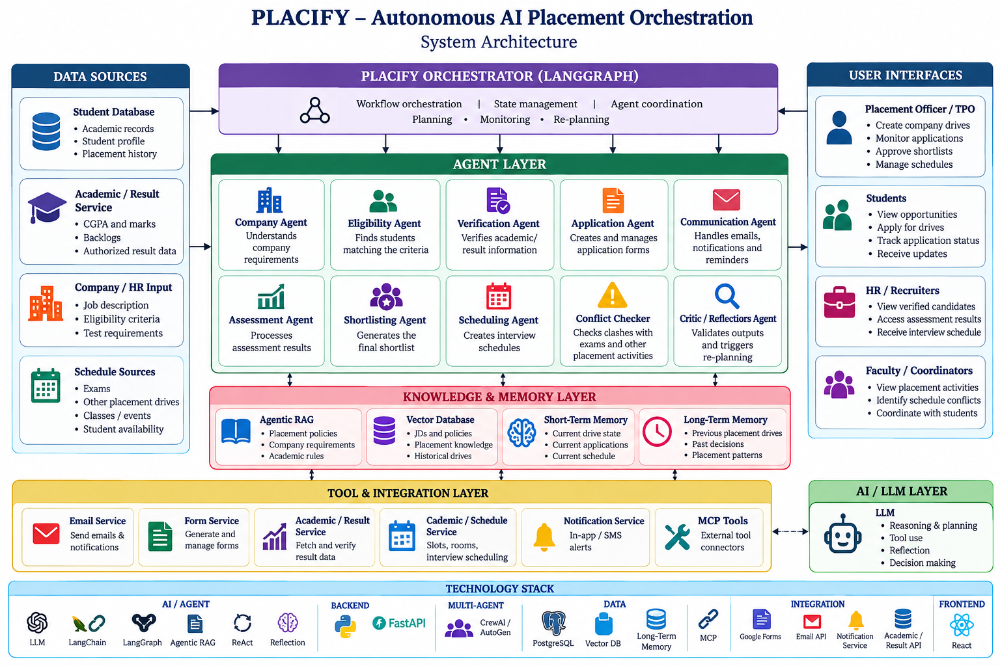 PLACIFY – Autonomous AI Placement Orchestration
System Architecture
DATA SOURCES
Student Database
• Academic records
• Student profile
• Placement history
Academic / Result
Service
• CGPA and marks
• Backlogs
• Authorized result data
Company / HR Input
• Job description
• Eligibility criteria
• Test requirements
Schedule Sources
• Exams
• Other placement drives
• Classes / events
• Student availability
PLACIFY ORCHESTRATOR (LANGGRAPH)
Workflow orchestration | State management | Agent coordination
Planning • Monitoring • Re-planning
AGENT LAYER
Company Agent
Understands
company
requirements
Eligibility Agent
Finds students
matching the criteria
Verification Agent
Verifies academic/
result information
Application Agent
Creates and manages
application forms
Communication Agent
Handles emails,
notifications and
reminders
Assessment Agent
Processes
assessment results
Shortlisting Agent
Generates the
final shortlist
Scheduling Agent
Creates interview
schedules
Conflict Checker
Checks clashes with
exams and other
placement activities
Critic / Reflectiors Agent
Validates outputs
and triggers
re-planning
USER INTERFACES
Placement Officer / TPO
• Create company drives
• Monitor applications
• Approve shortlists
• Manage schedules
Students
• View opportunities
• Apply for drives
• Track application status
• Receive updates
HR / Recruiters
• View verified candidates
• Access assessment results
• Receive interview schedule
Faculty / Coordinators
• View placement activities
• Identify schedule conflicts
• Coordinate with students
KNOWLEDGE & MEMORY LAYER
Agentic RAG
• Placement policies
• Company requirements
• Academic rules
Vector Database
• JDs and policies
• Placement knowledge
• Historical drives
Short-Term Memory
• Current drive state
• Current applications
• Current schedule
Long-Term Memory
• Previous placement drives
• Past decisions
• Placement patterns
TOOL & INTEGRATION LAYER
Email Service
Send emails &
notifications
Form Service
Generate and
manage forms
Academic / Result
Service
Fetch and verify
result data
Cademic / Schedule
Service
Slots, rooms,
interview scheduling
Notification Service
In-app / SMS
alerts
MCP Tools
External tool
connectors
AI / LLM LAYER
LLM
• Reasoning & planning
• Tool use
• Reflection
• Decision making
TECHNOLOGY STACK
AI / AGENT
LLM
LangChain
LangGraph
Agentic RAG
ReAct
Reflection
BACKEND
FastAPI
MULTI-AGENT
CrewAI /
AutoGen
DATA
PostgreSQL
Vector DB
Long-Term
Memory
MCP
INTEGRATION
Google Forms
Email API
Notification
Service
Academic /
Result API
FRONTEND
React